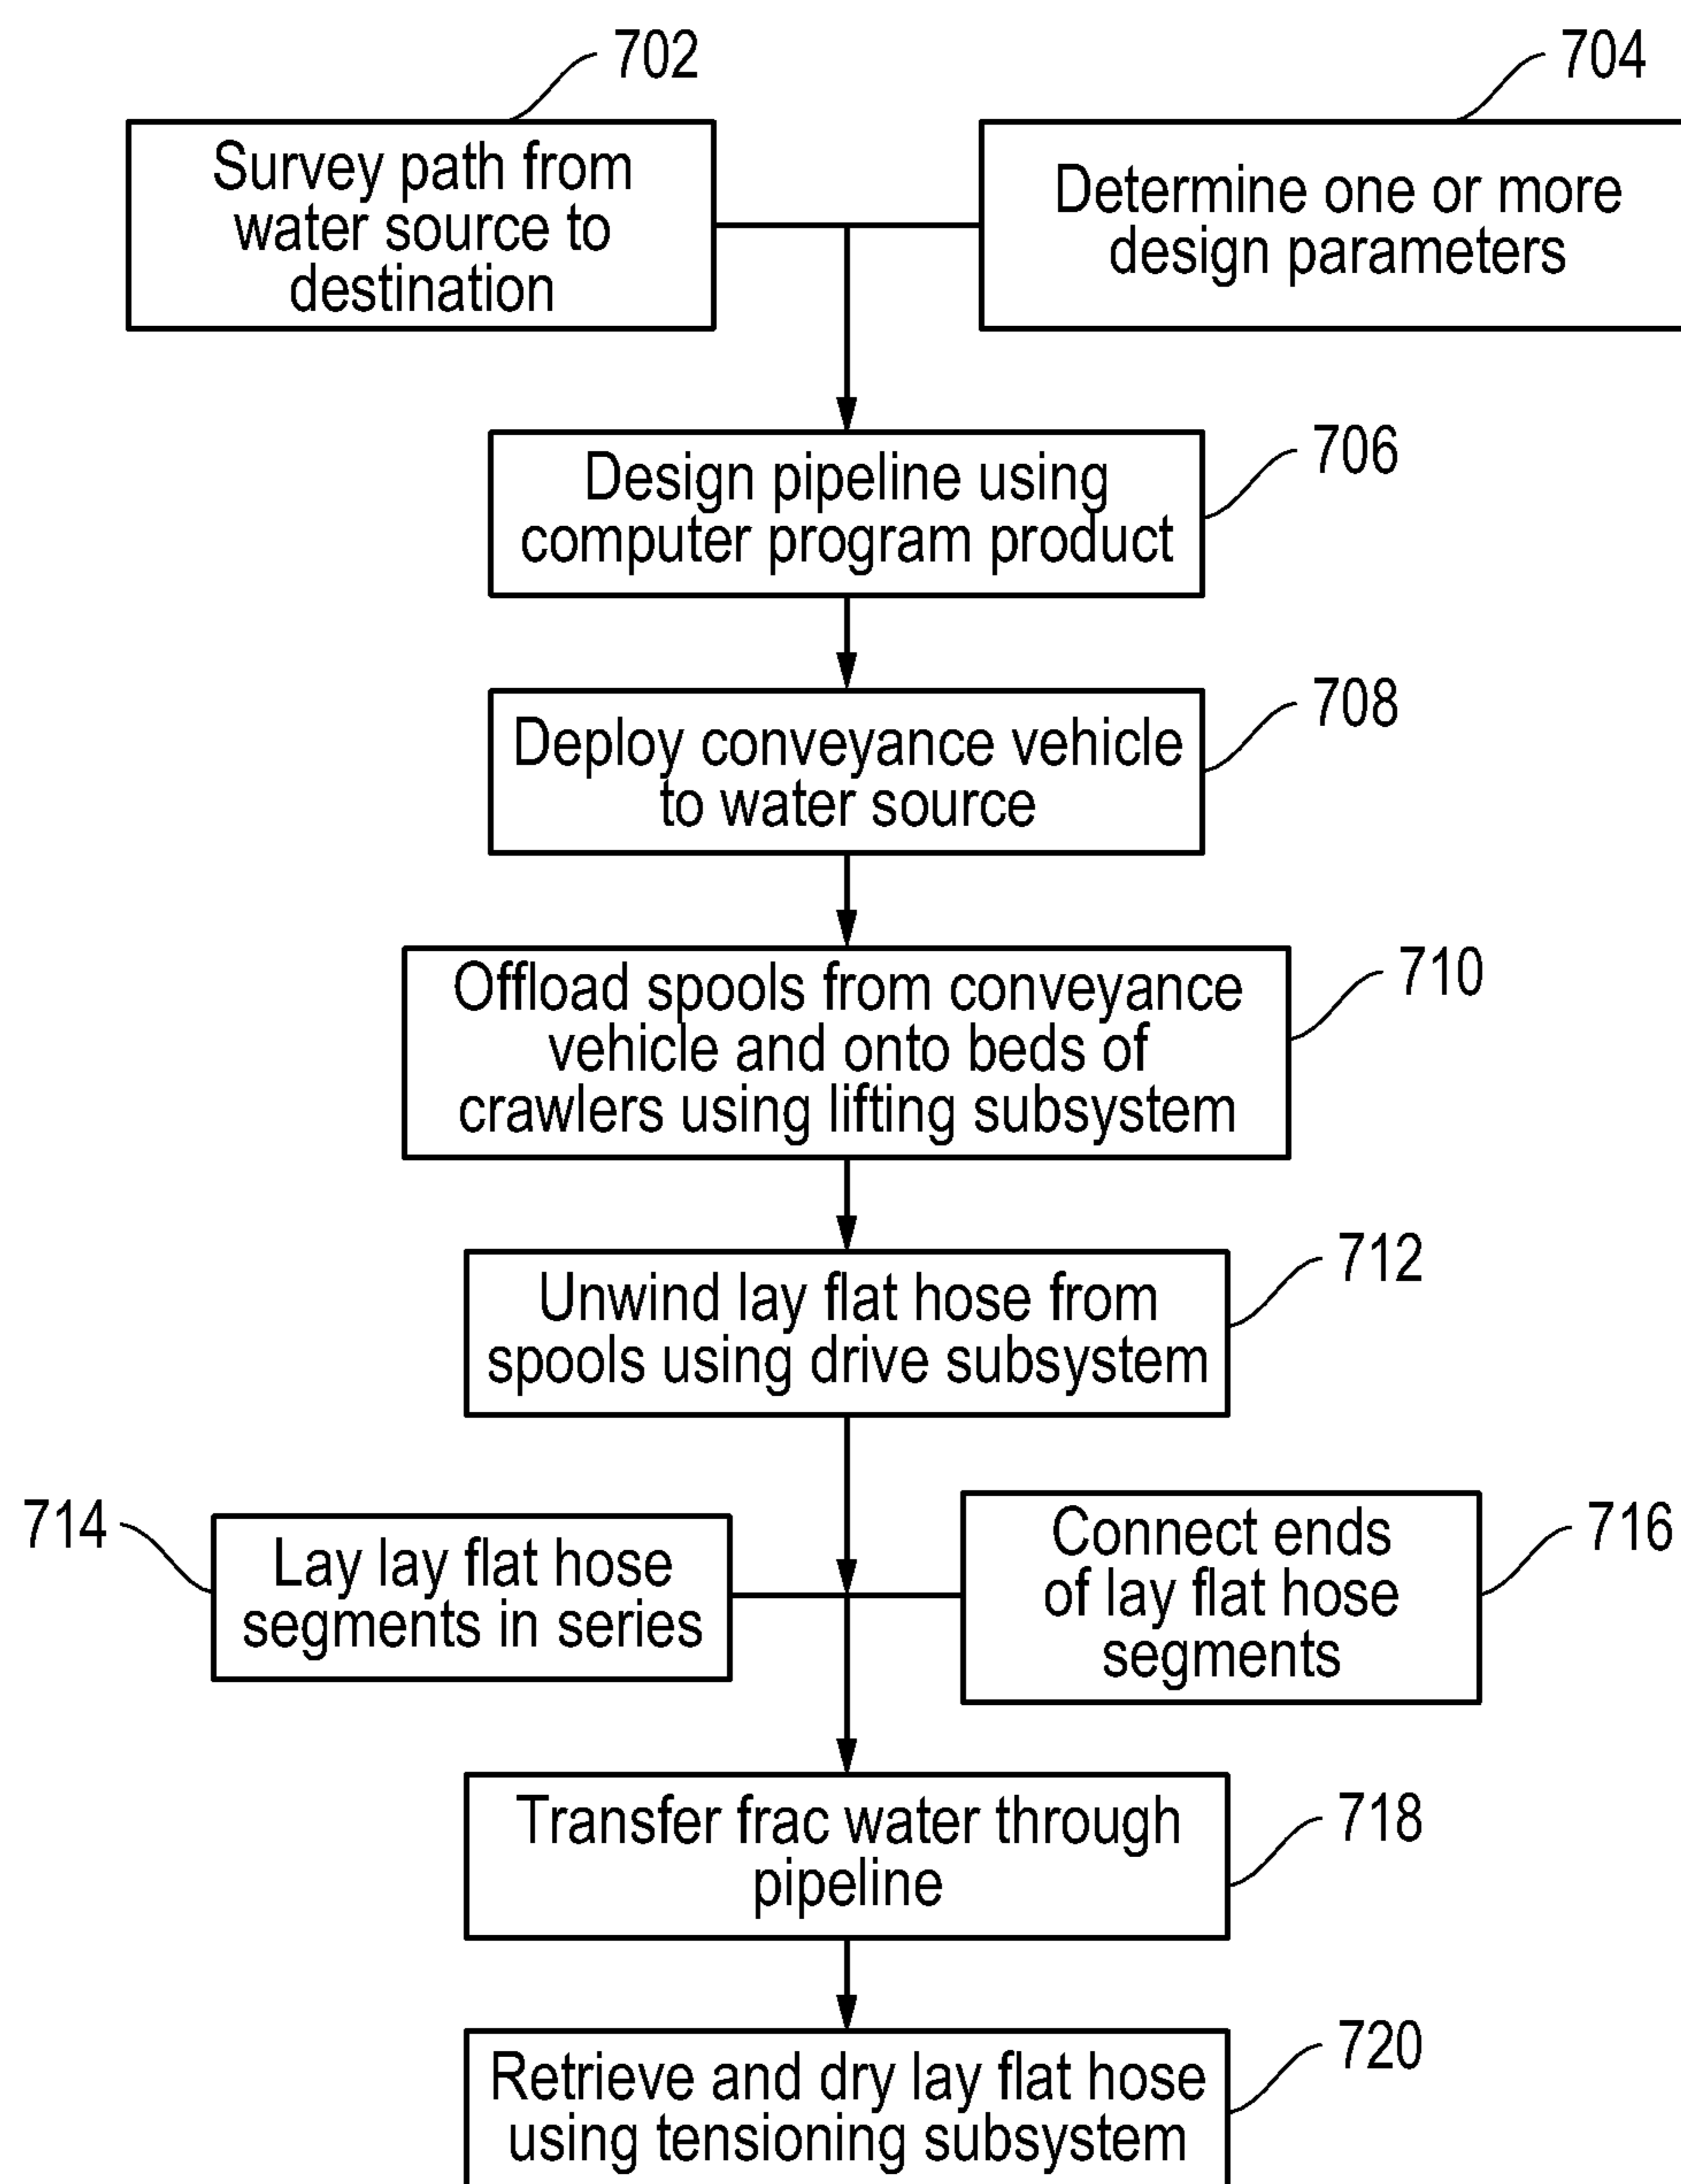 702
704
Survey path from
water source to
destination
Determine one or more
design parameters
706
Design pipeline using
computer program product
708
Deploy conveyance vehicle
to water source
710
Offload spools from conveyance
vehicle and onto beds of
crawlers using lifting subsystem
712
Unwind lay flat hose from
spools using drive subsystem
714
Lay lay flat hose
segments in series
716
Connect ends
of lay flat hose
segments
718
Transfer frac water through
pipeline
720
Retrieve and dry lay flat hose
using tensioning subsystem